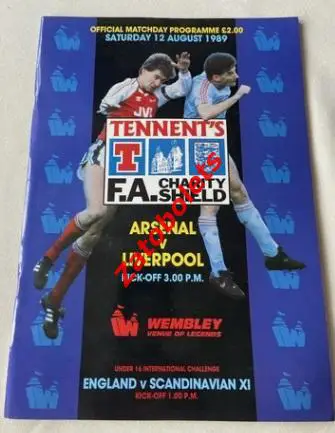 OFFICIAL MATCHDAY PROGRAMME £2.00
SATURDAY 12 AUGUST 1989
TENNENT'S
T
F.A. CHARITY SHIELD
ARSENAL
V
LIVERPOOL
KICK-OFF 3.00 P.M.
WEMBLEY
VENUE OF LEGENDS
UNDER 16 INTERNATIONAL CHALLENGE
ENGLAND v SCANDINAVIAN XI
KICK-OFF 1.00 P.M.
zatobolets